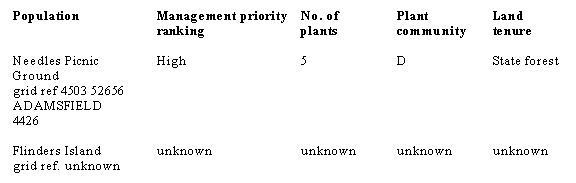 Population Management priority ranking No. of plants Plant community Land tenure
Needles Picnic Ground High 5 D State forest
grid ref 4503 52656
ADAMSFIELD
4426
Flinders Island unknown unknown unknown unknown
grid ref. unknown